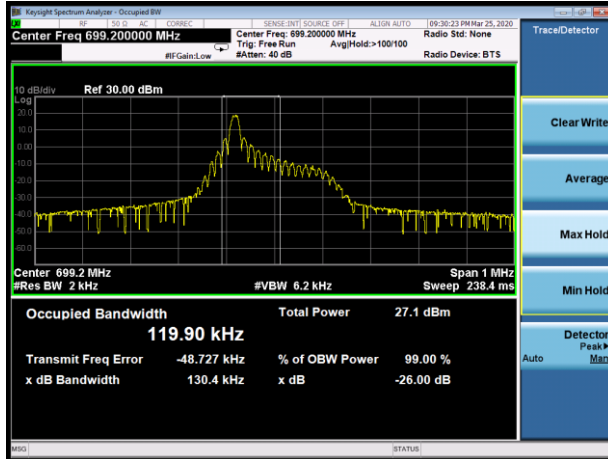 Keysight Spectrum Analyzer - Occupied BW
RF 50 Ω AC CORREC SENSE:INT SOURCE OFF ALIGN AUTO 09:30:23 PM Mar 25, 2020
Center Freq 699.200000 MHz Center Freq: 699.200000 MHz Radio Std: None Trace/Detector
Trig: Free Run Avg|Hold:>100/100
#IFGain:Low #Atten: 40 dB Radio Device: BTS
10 dB/div Ref 30.00 dBm
Log
20.0
10.0
0.00
-10.0
-20.0
-30.0
-40.0
-50.0
-60.0
Clear Write
Average
Max Hold
Min Hold
Detector
Peak▶
Auto Man
Center 699.2 MHz Span 1 MHz
#Res BW 2 kHz #VBW 6.2 kHz Sweep 238.4 ms
Occupied Bandwidth Total Power 27.1 dBm
119.90 kHz
Transmit Freq Error -48.727 kHz % of OBW Power 99.00 %
x dB Bandwidth 130.4 kHz x dB -26.00 dB
MSG STATUS